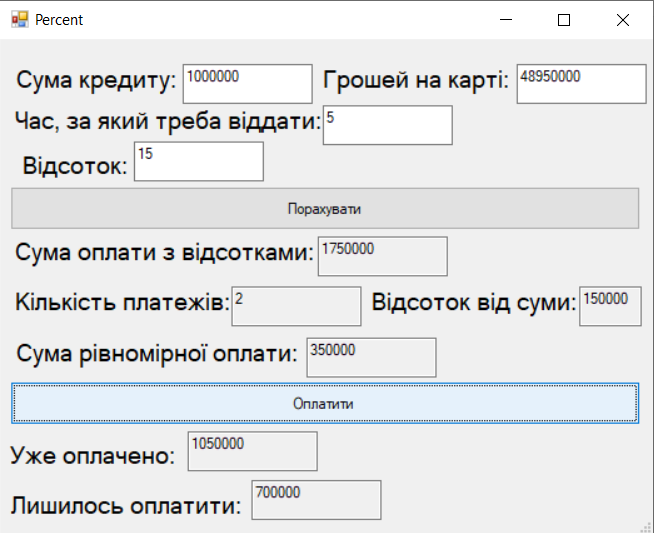 Percent
Сума кредиту: 1000000 Грошей на карті: 48950000
Час, за який треба віддати: 5
Відсоток: 15
Порахувати
Сума оплати з відсотками: 1750000
Кількість платежів: 2 Відсоток від суми: 150000
Сума рівномірної оплати: 350000
Оплатити
Уже оплачено: 1050000
Лишилось оплатити: 700000